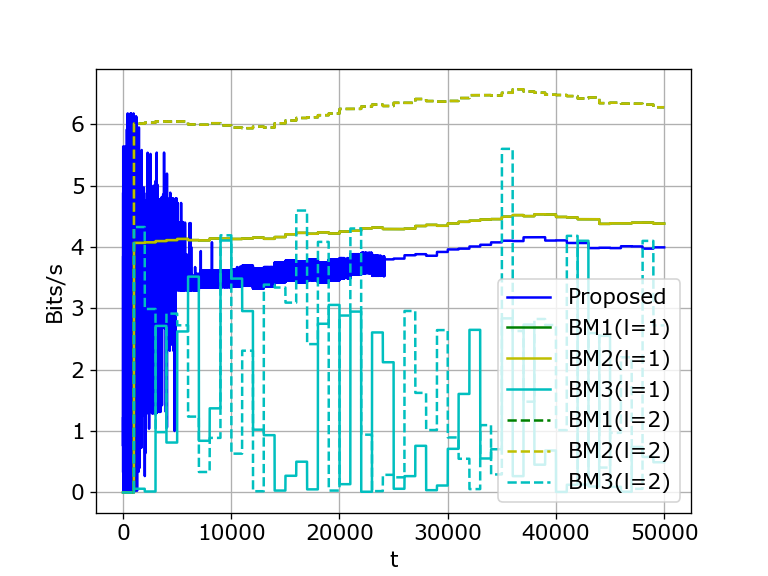 Bits/s
6
5
4
3
2
1
0
0
10000
20000
30000
40000
50000
t
Proposed
BM1(l=1)
BM2(l=1)
BM3(l=1)
BM1(l=2)
BM2(l=2)
BM3(l=2)